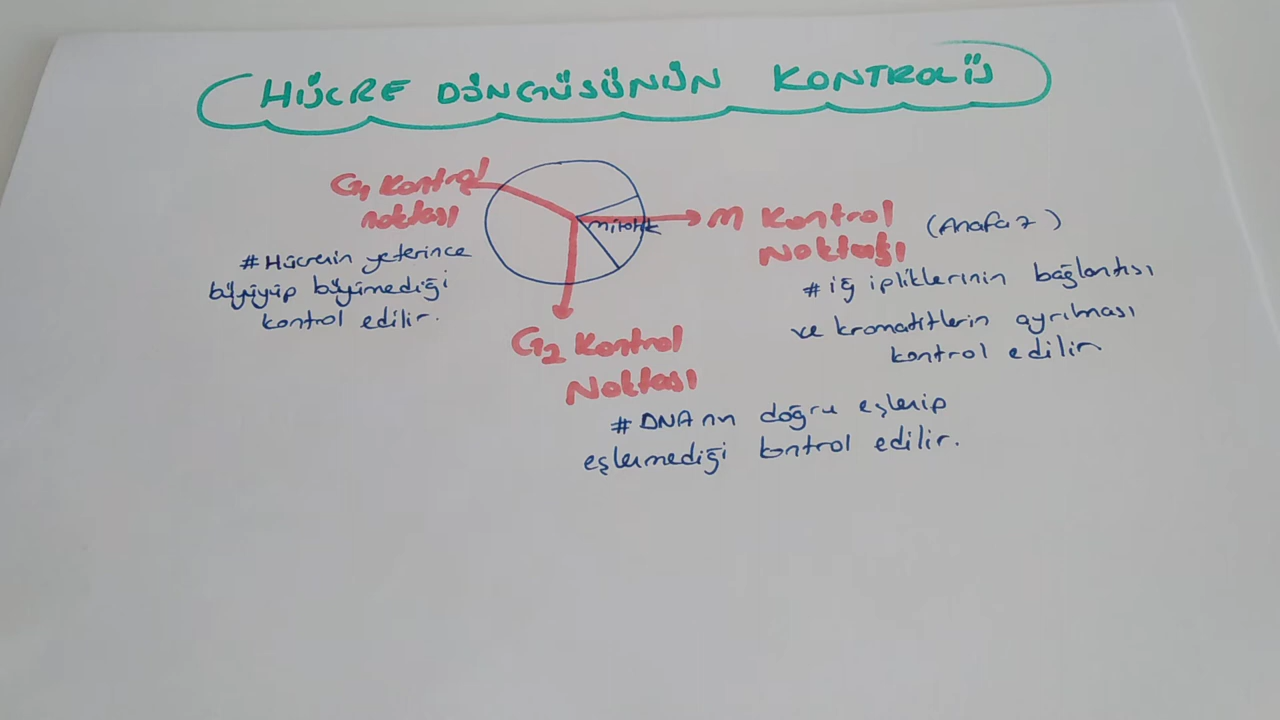 HÜCRE DÖNGÜSÜNÜN KONTROLÜ
G1 Kontrol
noktası
#Hücrenin yeterince
büyüyüp büyümediği
kontrol edilir.
mitotik
M Kontrol
Noktası
(Anafaz)
#iğ ipliklerinin bağlantısı
ve kromatitlerin ayrılması
kontrol edilir
G2 Kontrol
Noktası
#DNA nın doğru eşlenip
eşlenmediği kontrol edilir.